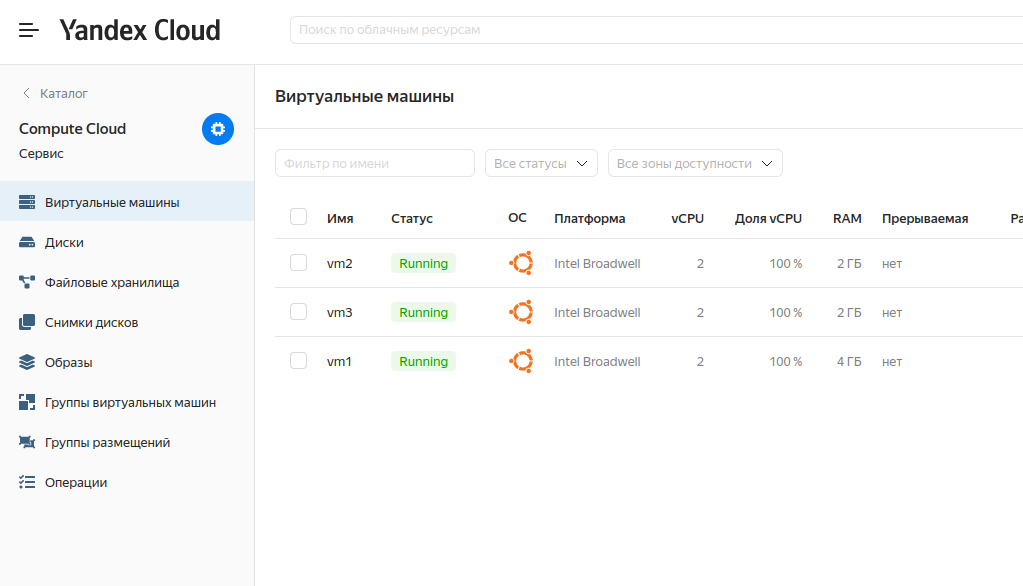 Yandex Cloud
Поиск по облачным ресурсам
Каталог
Compute Cloud
Сервис
Виртуальные машины
Диски
Файловые хранилища
Снимки дисков
Образы
Группы виртуальных машин
Группы размещений
Операции
Виртуальные машины
Фильтр по имени Все статусы Все зоны доступности
Имя Статус ОС Платформа vCPU Доля vCPU RAM Прерываемая Ра
vm2 Running Intel Broadwell 2 100 % 2 ГБ нет
vm3 Running Intel Broadwell 2 100 % 2 ГБ нет
vm1 Running Intel Broadwell 2 100 % 4 ГБ нет